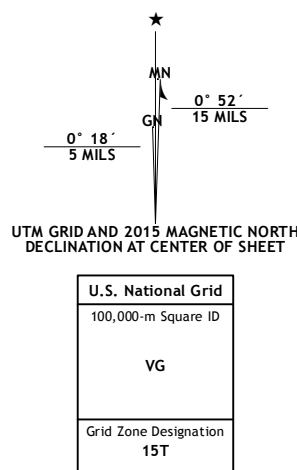 ★
MN
0° 52´
15 MILS
GN
0° 18´
5 MILS
UTM GRID AND 2015 MAGNETIC NORTH
DECLINATION AT CENTER OF SHEET
U.S. National Grid
100,000-m Square ID
VG
Grid Zone Designation
15T